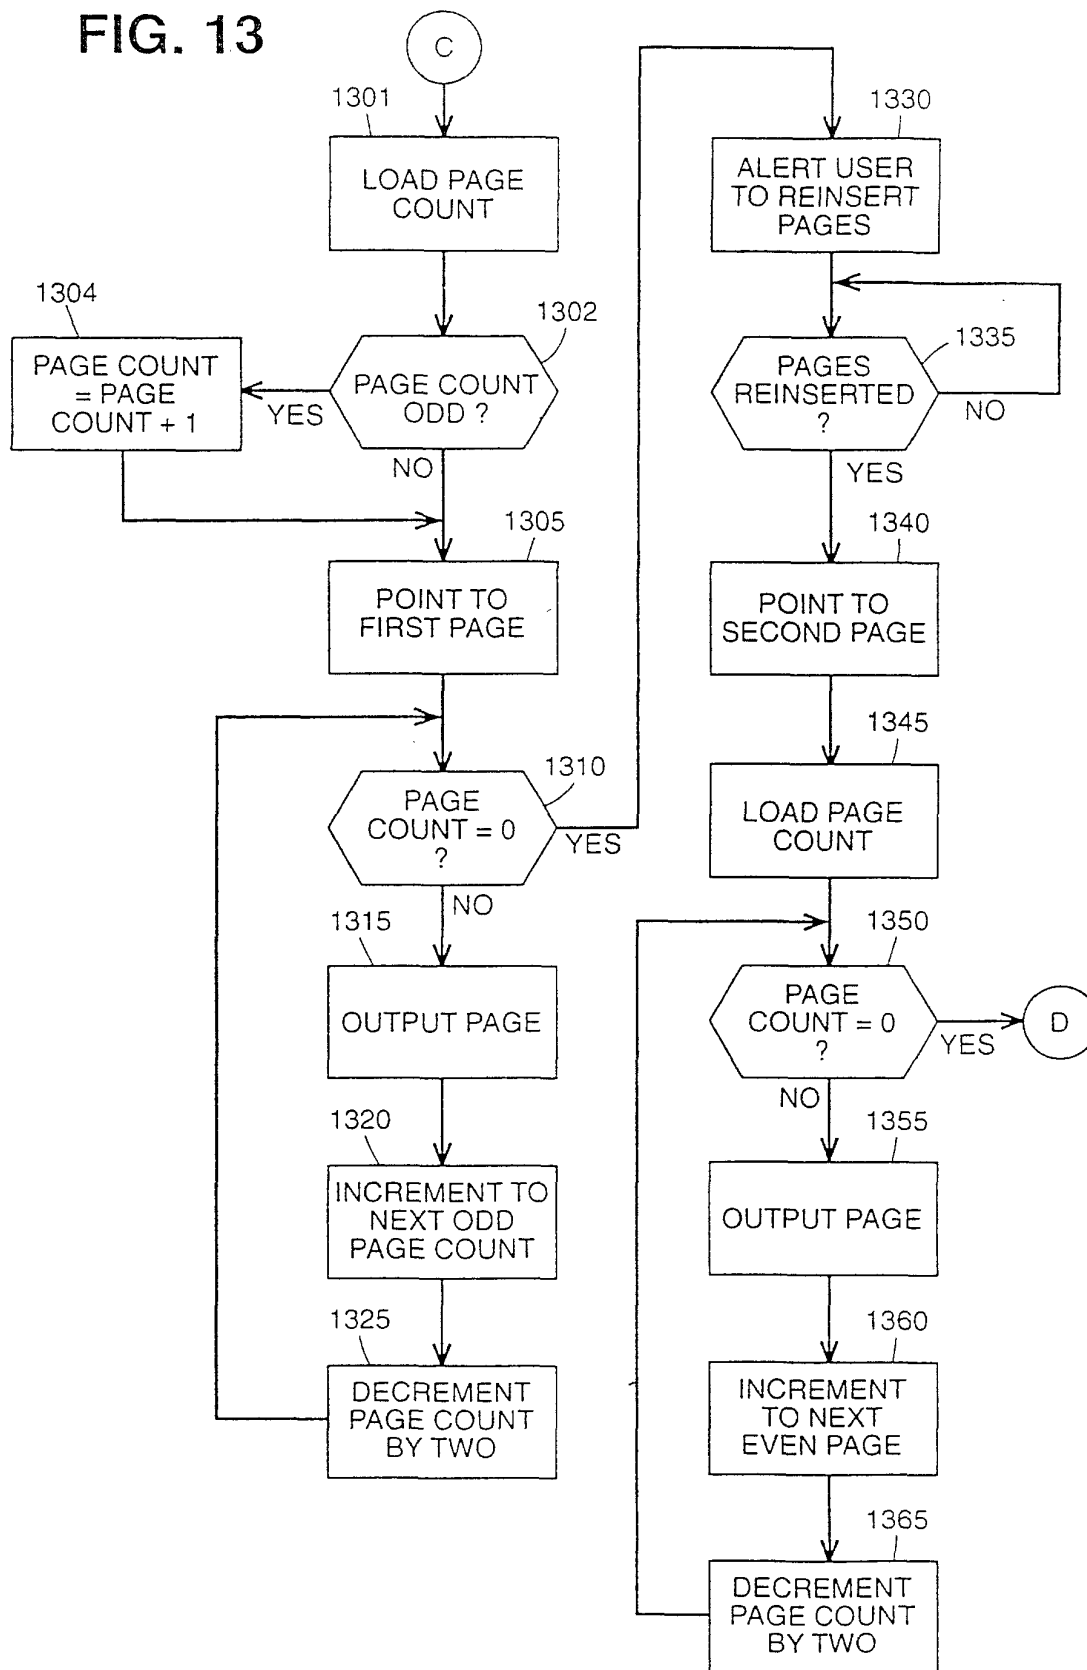 FIG. 13
C
1301
LOAD PAGE
COUNT
1302
PAGE COUNT
ODD ?
YES
NO
1304
PAGE COUNT
= PAGE
COUNT + 1
1305
POINT TO
FIRST PAGE
1310
PAGE
COUNT = 0
?
YES
NO
1315
OUTPUT PAGE
1320
INCREMENT TO
NEXT ODD
PAGE COUNT
1325
DECREMENT
PAGE COUNT
BY TWO
1330
ALERT USER
TO REINSERT
PAGES
1335
PAGES
REINSERTED
?
NO
YES
1340
POINT TO
SECOND PAGE
1345
LOAD PAGE
COUNT
1350
PAGE
COUNT = 0
?
YES
D
NO
1355
OUTPUT PAGE
1360
INCREMENT
TO NEXT
EVEN PAGE
1365
DECREMENT
PAGE COUNT
BY TWO